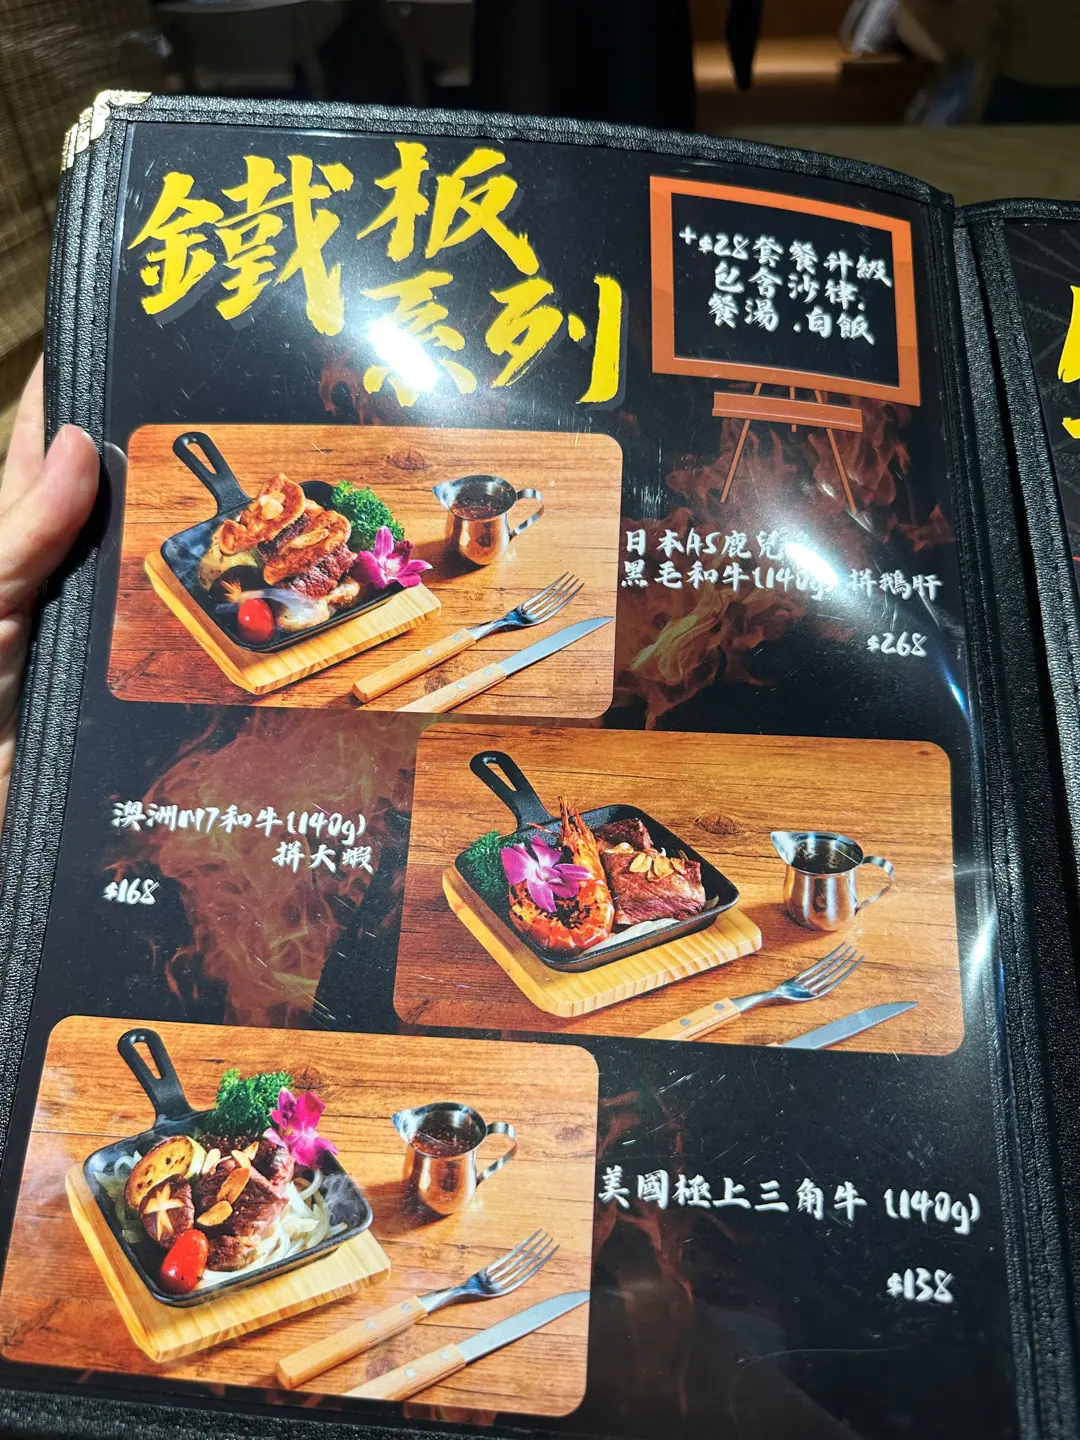 鐵板
系列
+$28套餐升級
包含沙律.
餐湯.白飯
日本A5鹿兒
黑毛和牛(140g)拼鵝肝
$268
澳洲M7和牛(140g)
拼大蝦
$168
美國極上三角牛 (140g)
$138